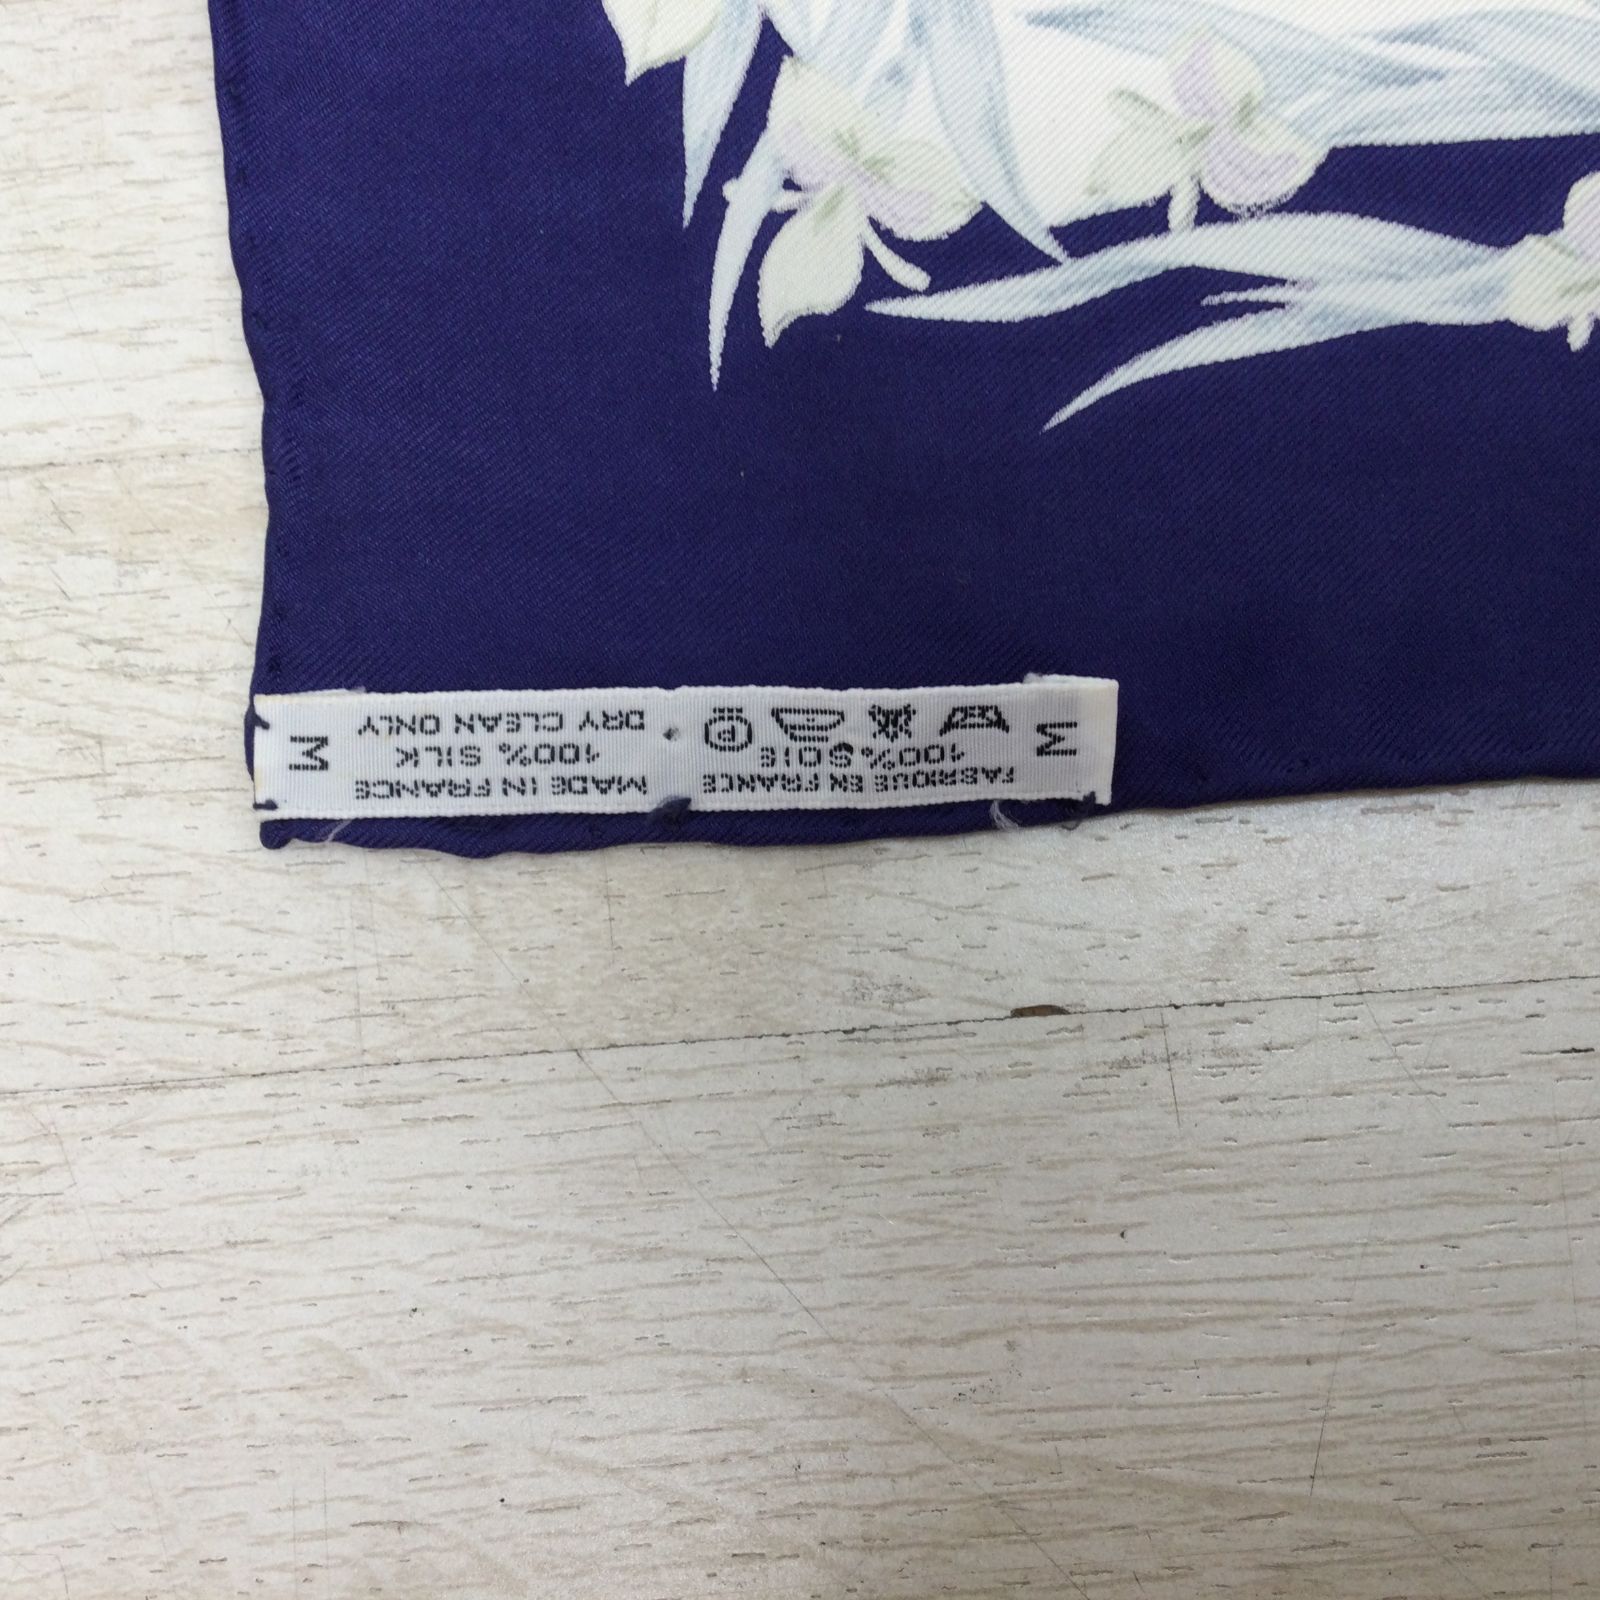 M
FABRIQUE EN FRANCE
100% SOIE
MADE IN FRANCE
100% SILK
DRY CLEAN ONLY
M